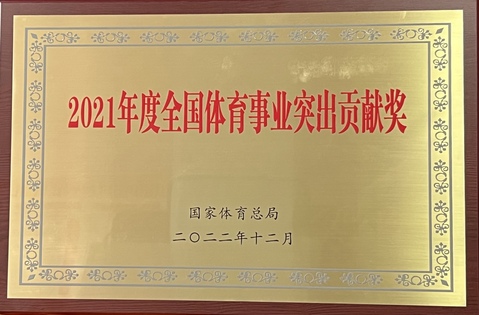 2021年度全国体育事业突出贡献奖
国家体育总局
二〇二二年十二月